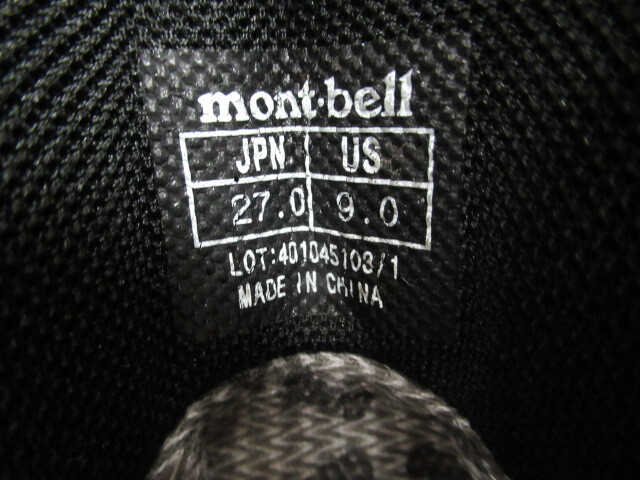 mont·bell
JPN US
27.0 9.0
LOT:401045103/1
MADE IN CHINA